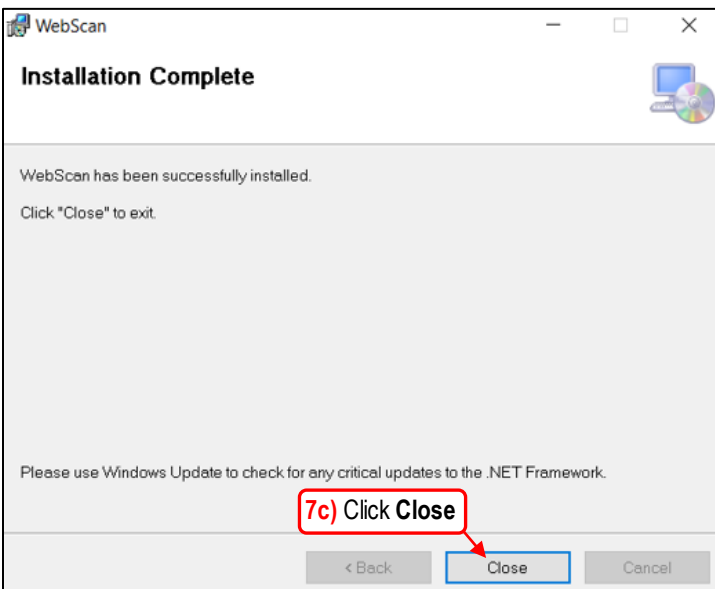 WebScan
Installation Complete
WebScan has been successfully installed.
Click "Close" to exit.
Please use Windows Update to check for any critical updates to the .NET Framework.
7c) Click Close
< Back
Close
Cancel